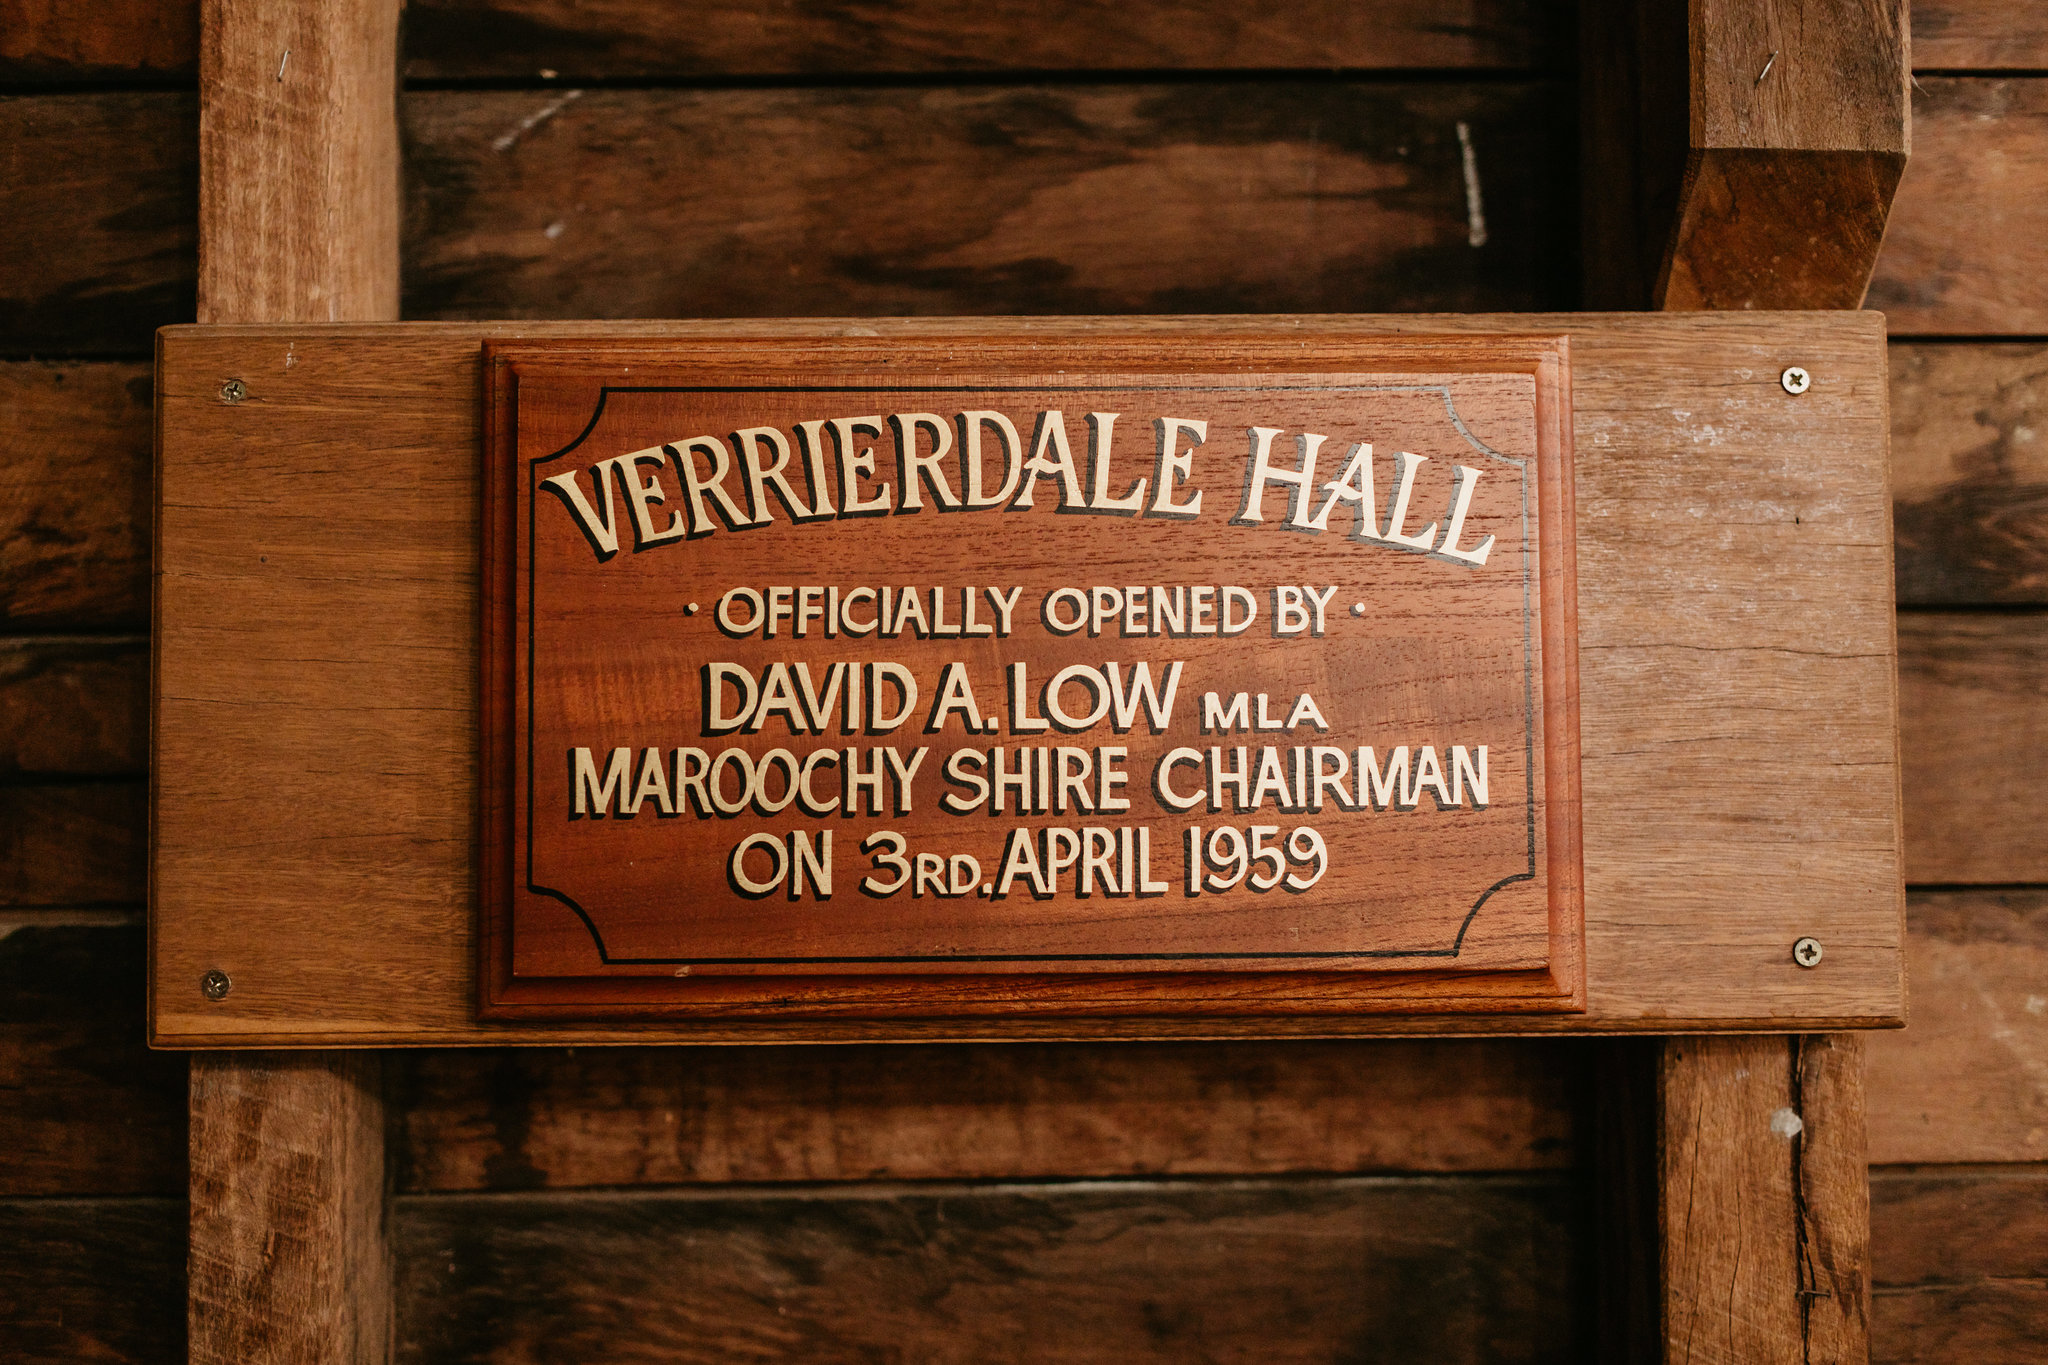 VERRIERDALE HALL
· OFFICIALLY OPENED BY ·
DAVID A. LOW MLA
MAROOCHY SHIRE CHAIRMAN
ON 3RD. APRIL 1959